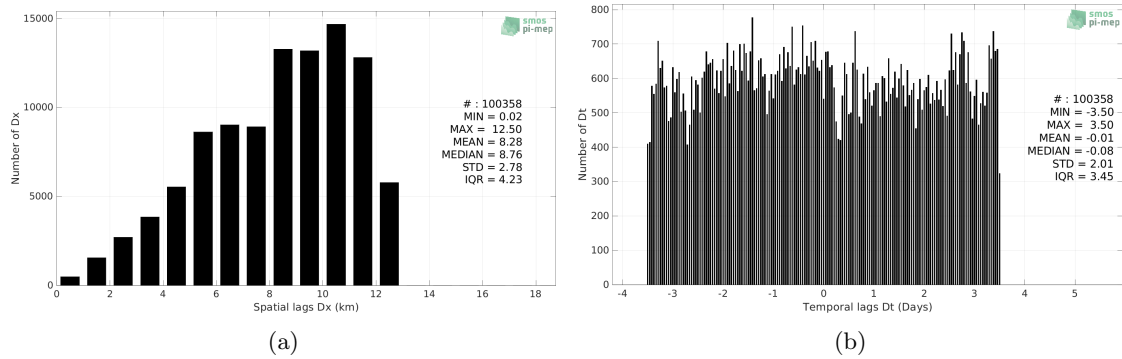 15000
10000
5000
0
0 2 4 6 8 10 12 14 16 18
Number of Dx
Spatial lags Dx (km)
smos
pi-mep
# : 100358
MIN = 0.02
MAX = 12.50
MEAN = 8.28
MEDIAN = 8.76
STD = 2.78
IQR = 4.23
(a)
800
700
600
500
400
300
200
100
0
-4 -3 -2 -1 0 1 2 3 4 5
Number of Dt
Temporal lags Dt (Days)
smos
pi-mep
# : 100358
MIN = -3.50
MAX = 3.50
MEAN = -0.01
MEDIAN = -0.08
STD = 2.01
IQR = 3.45
(b)